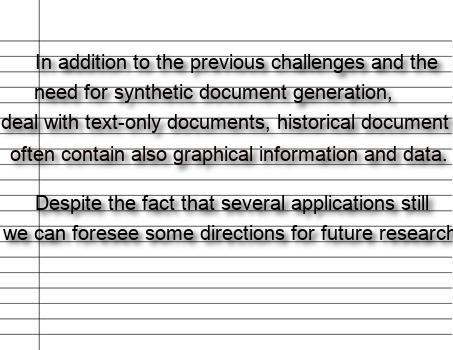 In addition to the previous challenges and the
need for synthetic document generation,
deal with text-only documents, historical document
often contain also graphical information and data.
Despite the fact that several applications still
we can foresee some directions for future research